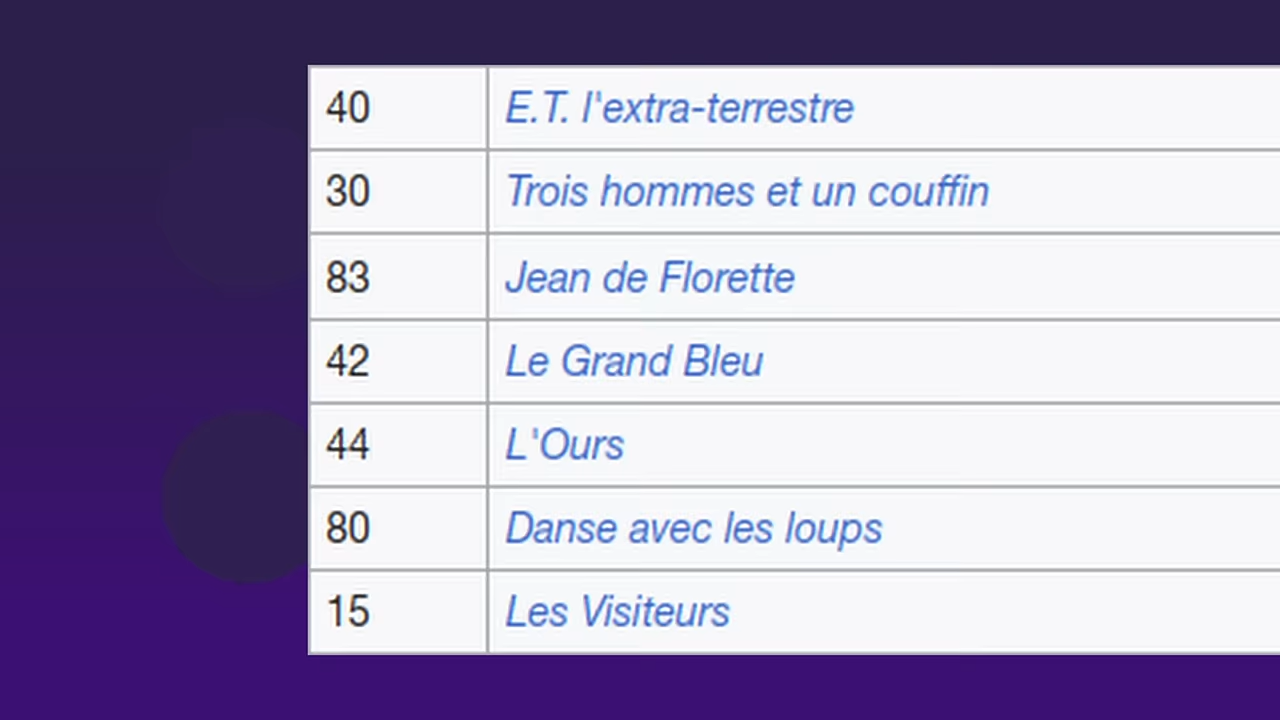 40 E.T. l'extra-terrestre
30 Trois hommes et un couffin
83 Jean de Florette
42 Le Grand Bleu
44 L'Ours
80 Danse avec les loups
15 Les Visiteurs